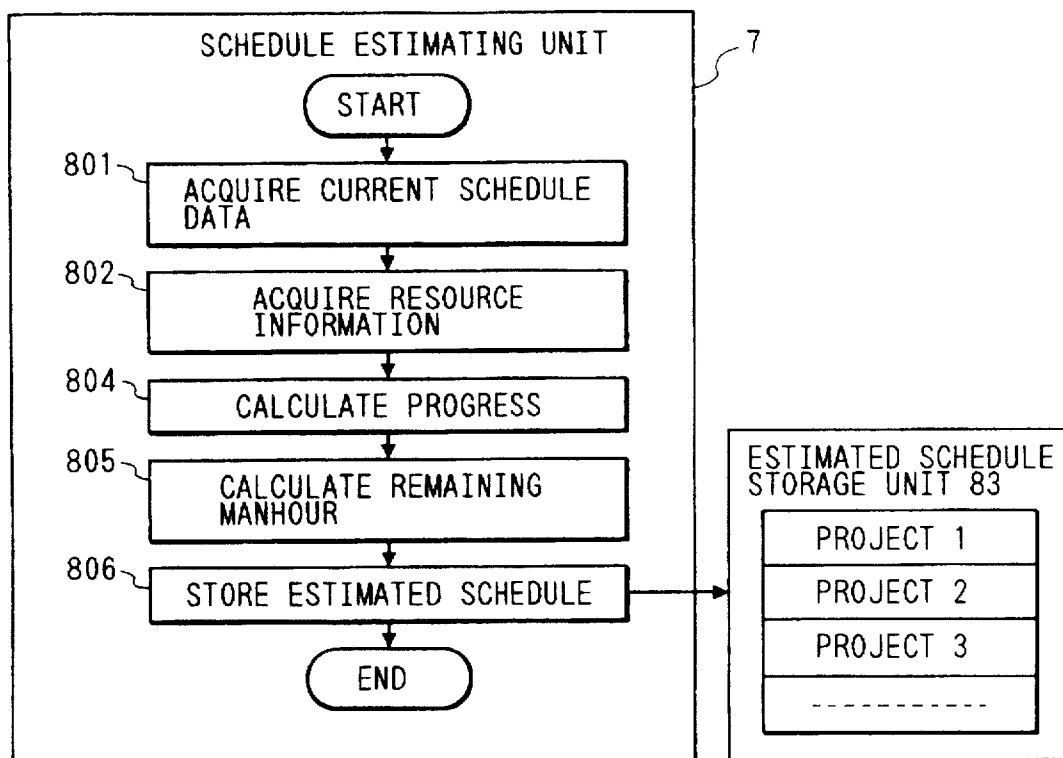 SCHEDULE ESTIMATING UNIT
7
START
801
ACQUIRE CURRENT SCHEDULE
DATA
802
ACQUIRE RESOURCE
INFORMATION
804
CALCULATE PROGRESS
805
CALCULATE REMAINING
MANHOUR
806
STORE ESTIMATED SCHEDULE
END
ESTIMATED SCHEDULE
STORAGE UNIT 83
PROJECT 1
PROJECT 2
PROJECT 3